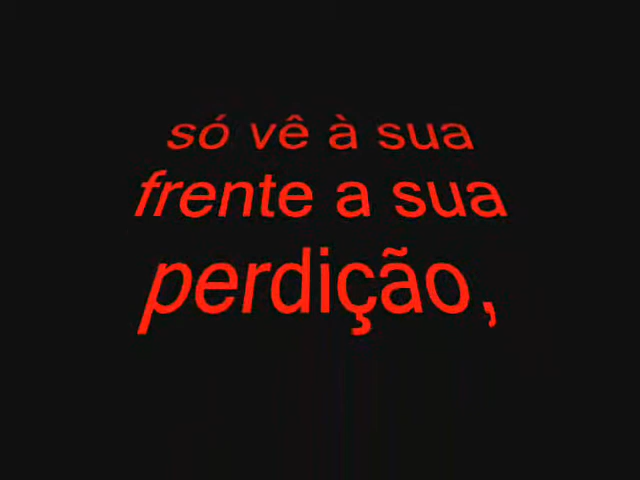 só vê à sua
frente a sua
perdição,